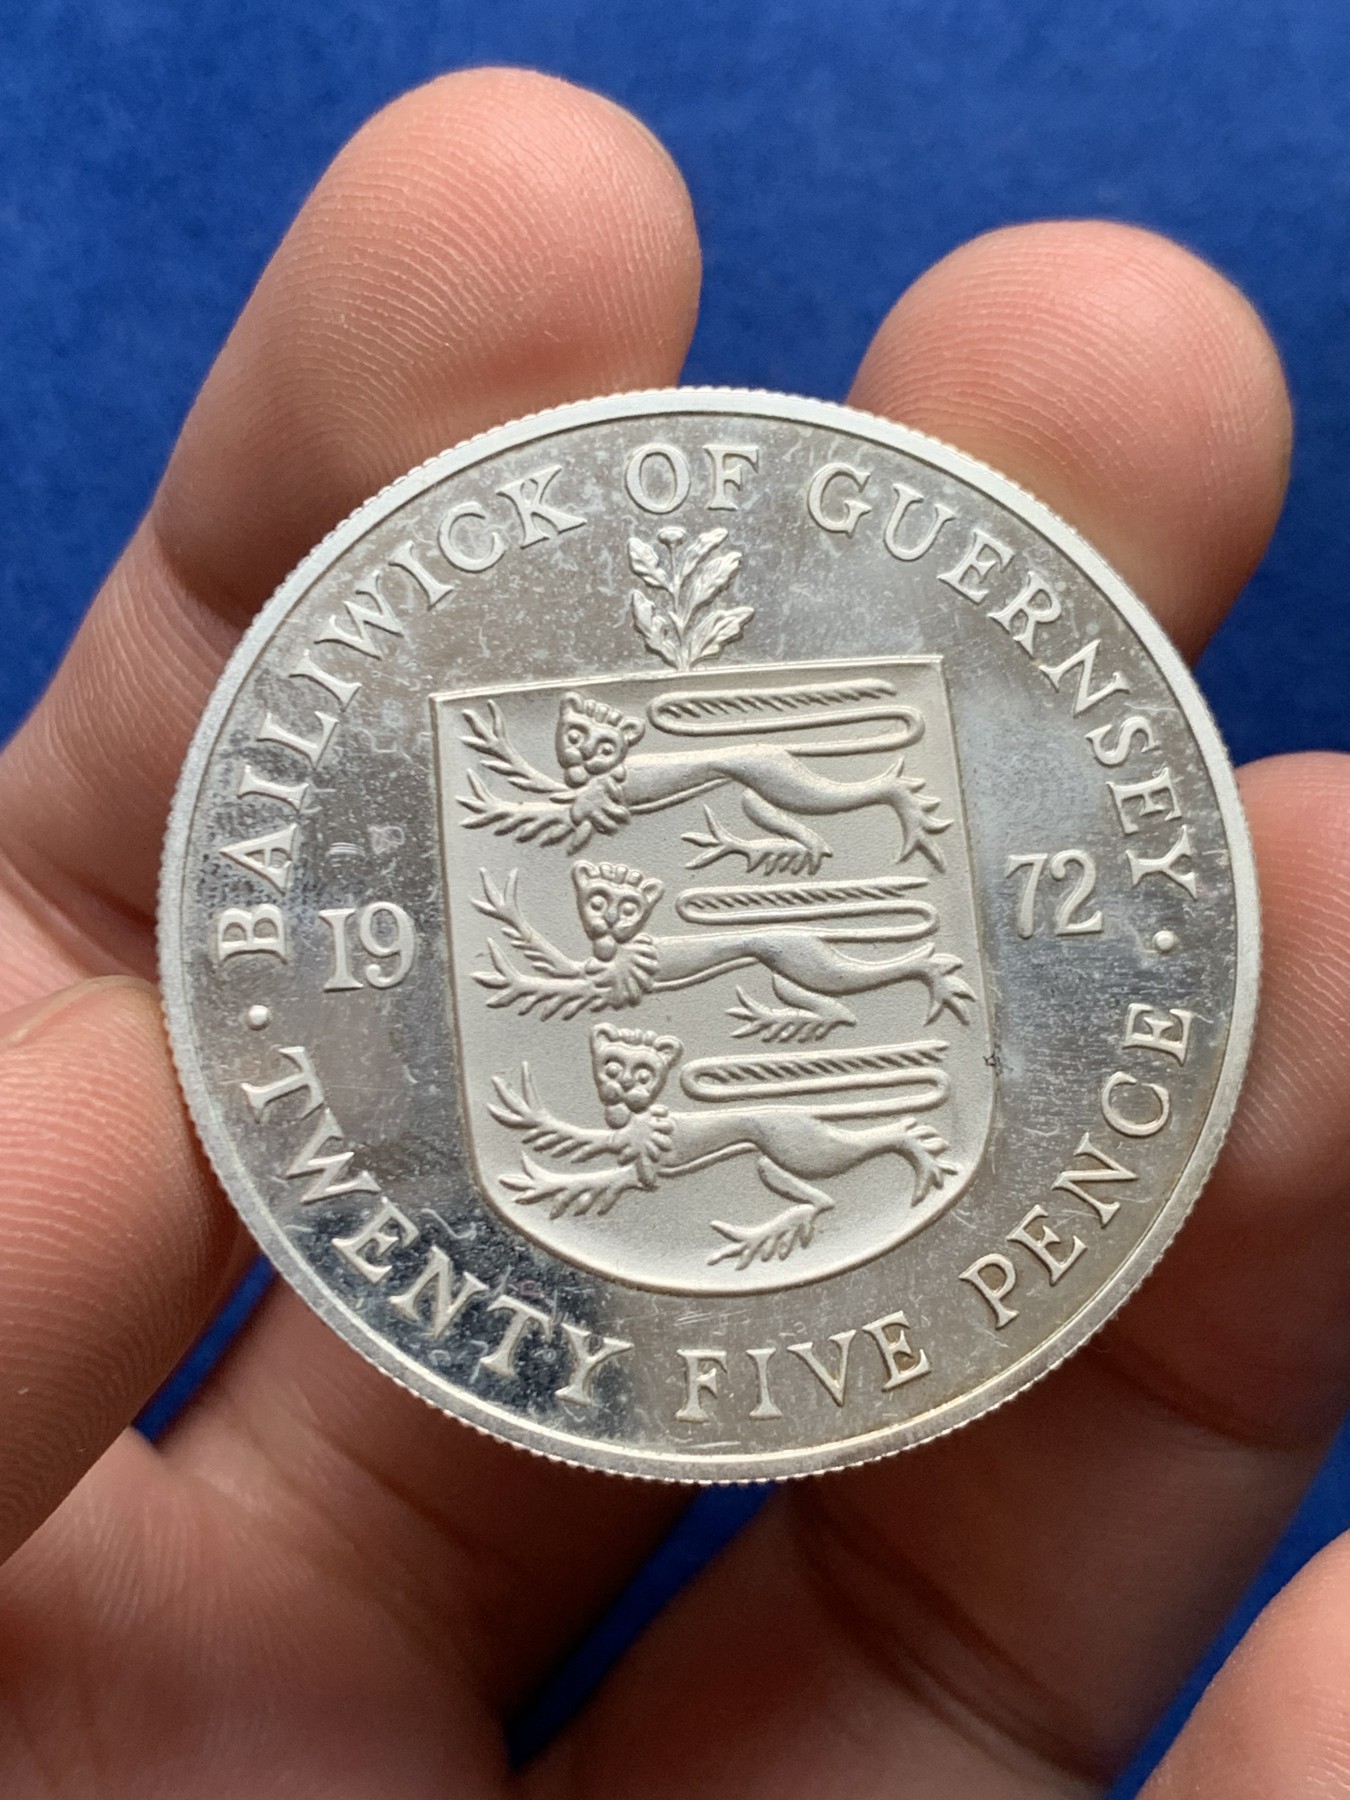 · BAILIWICK OF GUERNSEY ·
19 72
TWENTY FIVE PENCE